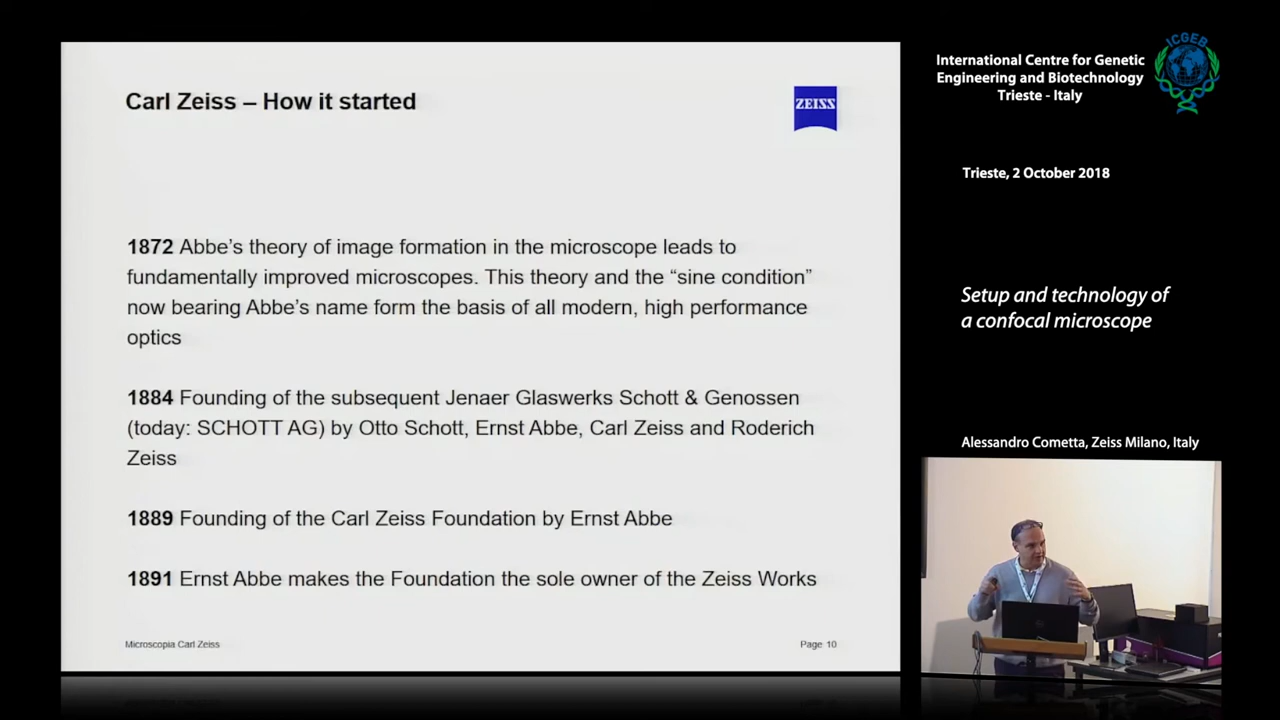 Carl Zeiss – How it started
ZEISS
1872 Abbe's theory of image formation in the microscope leads to
fundamentally improved microscopes. This theory and the “sine condition”
now bearing Abbe's name form the basis of all modern, high performance
optics
1884 Founding of the subsequent Jenaer Glaswerks Schott & Genossen
(today: SCHOTT AG) by Otto Schott, Ernst Abbe, Carl Zeiss and Roderich
Zeiss
1889 Founding of the Carl Zeiss Foundation by Ernst Abbe
1891 Ernst Abbe makes the Foundation the sole owner of the Zeiss Works
Microscopia Carl Zeiss
Page 10
International Centre for Genetic
Engineering and Biotechnology
Trieste - Italy
ICGEB
Trieste, 2 October 2018
Setup and technology of
a confocal microscope
Alessandro Cometta, Zeiss Milano, Italy